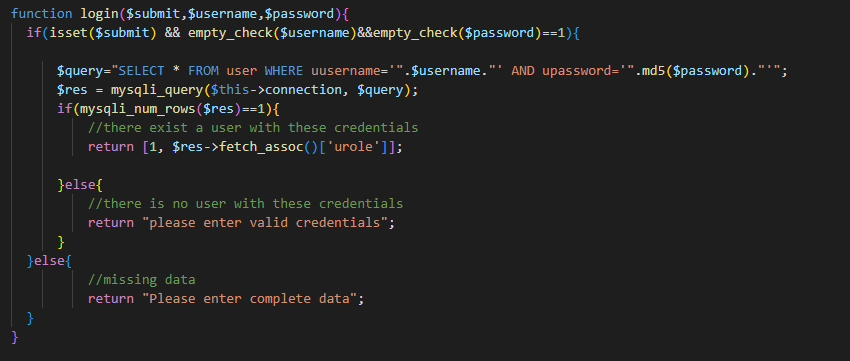 function login($submit,$username,$password){
if(isset($submit) && empty_check($username)&&empty_check($password)==1){
$query="SELECT * FROM user WHERE uusername='".$username."' AND upassword='".md5($password)."'";
$res = mysqli_query($this->connection, $query);
if(mysqli_num_rows($res)==1){
//there exist a user with these credentials
return [1, $res->fetch_assoc()['urole']];
}else{
//there is no user with these credentials
return "please enter valid credentials";
}
}else{
//missing data
return "Please enter complete data";
}
}